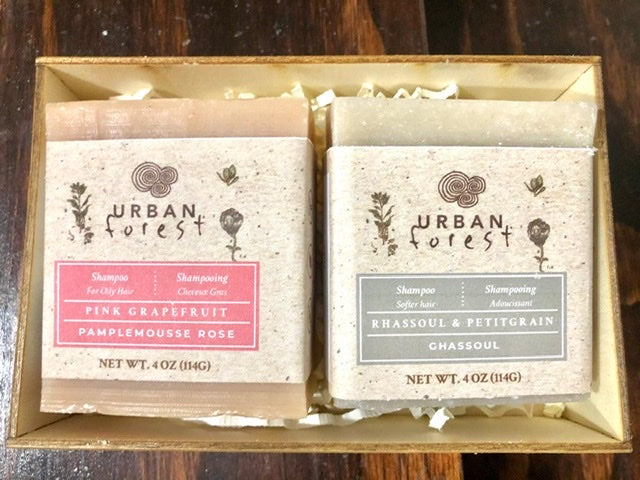 URBAN
forest
Shampoo Shampooing
For Oily Hair Cheveux Gras
PINK GRAPEFRUIT
PAMPLEMOUSSE ROSE
NET WT. 4 OZ (114G)
URBAN
forest
Shampoo Shampooing
Softer hair Adoucissant
RHASSOUL & PETITGRAIN
GHASSOUL
NET WT. 4 OZ (114G)